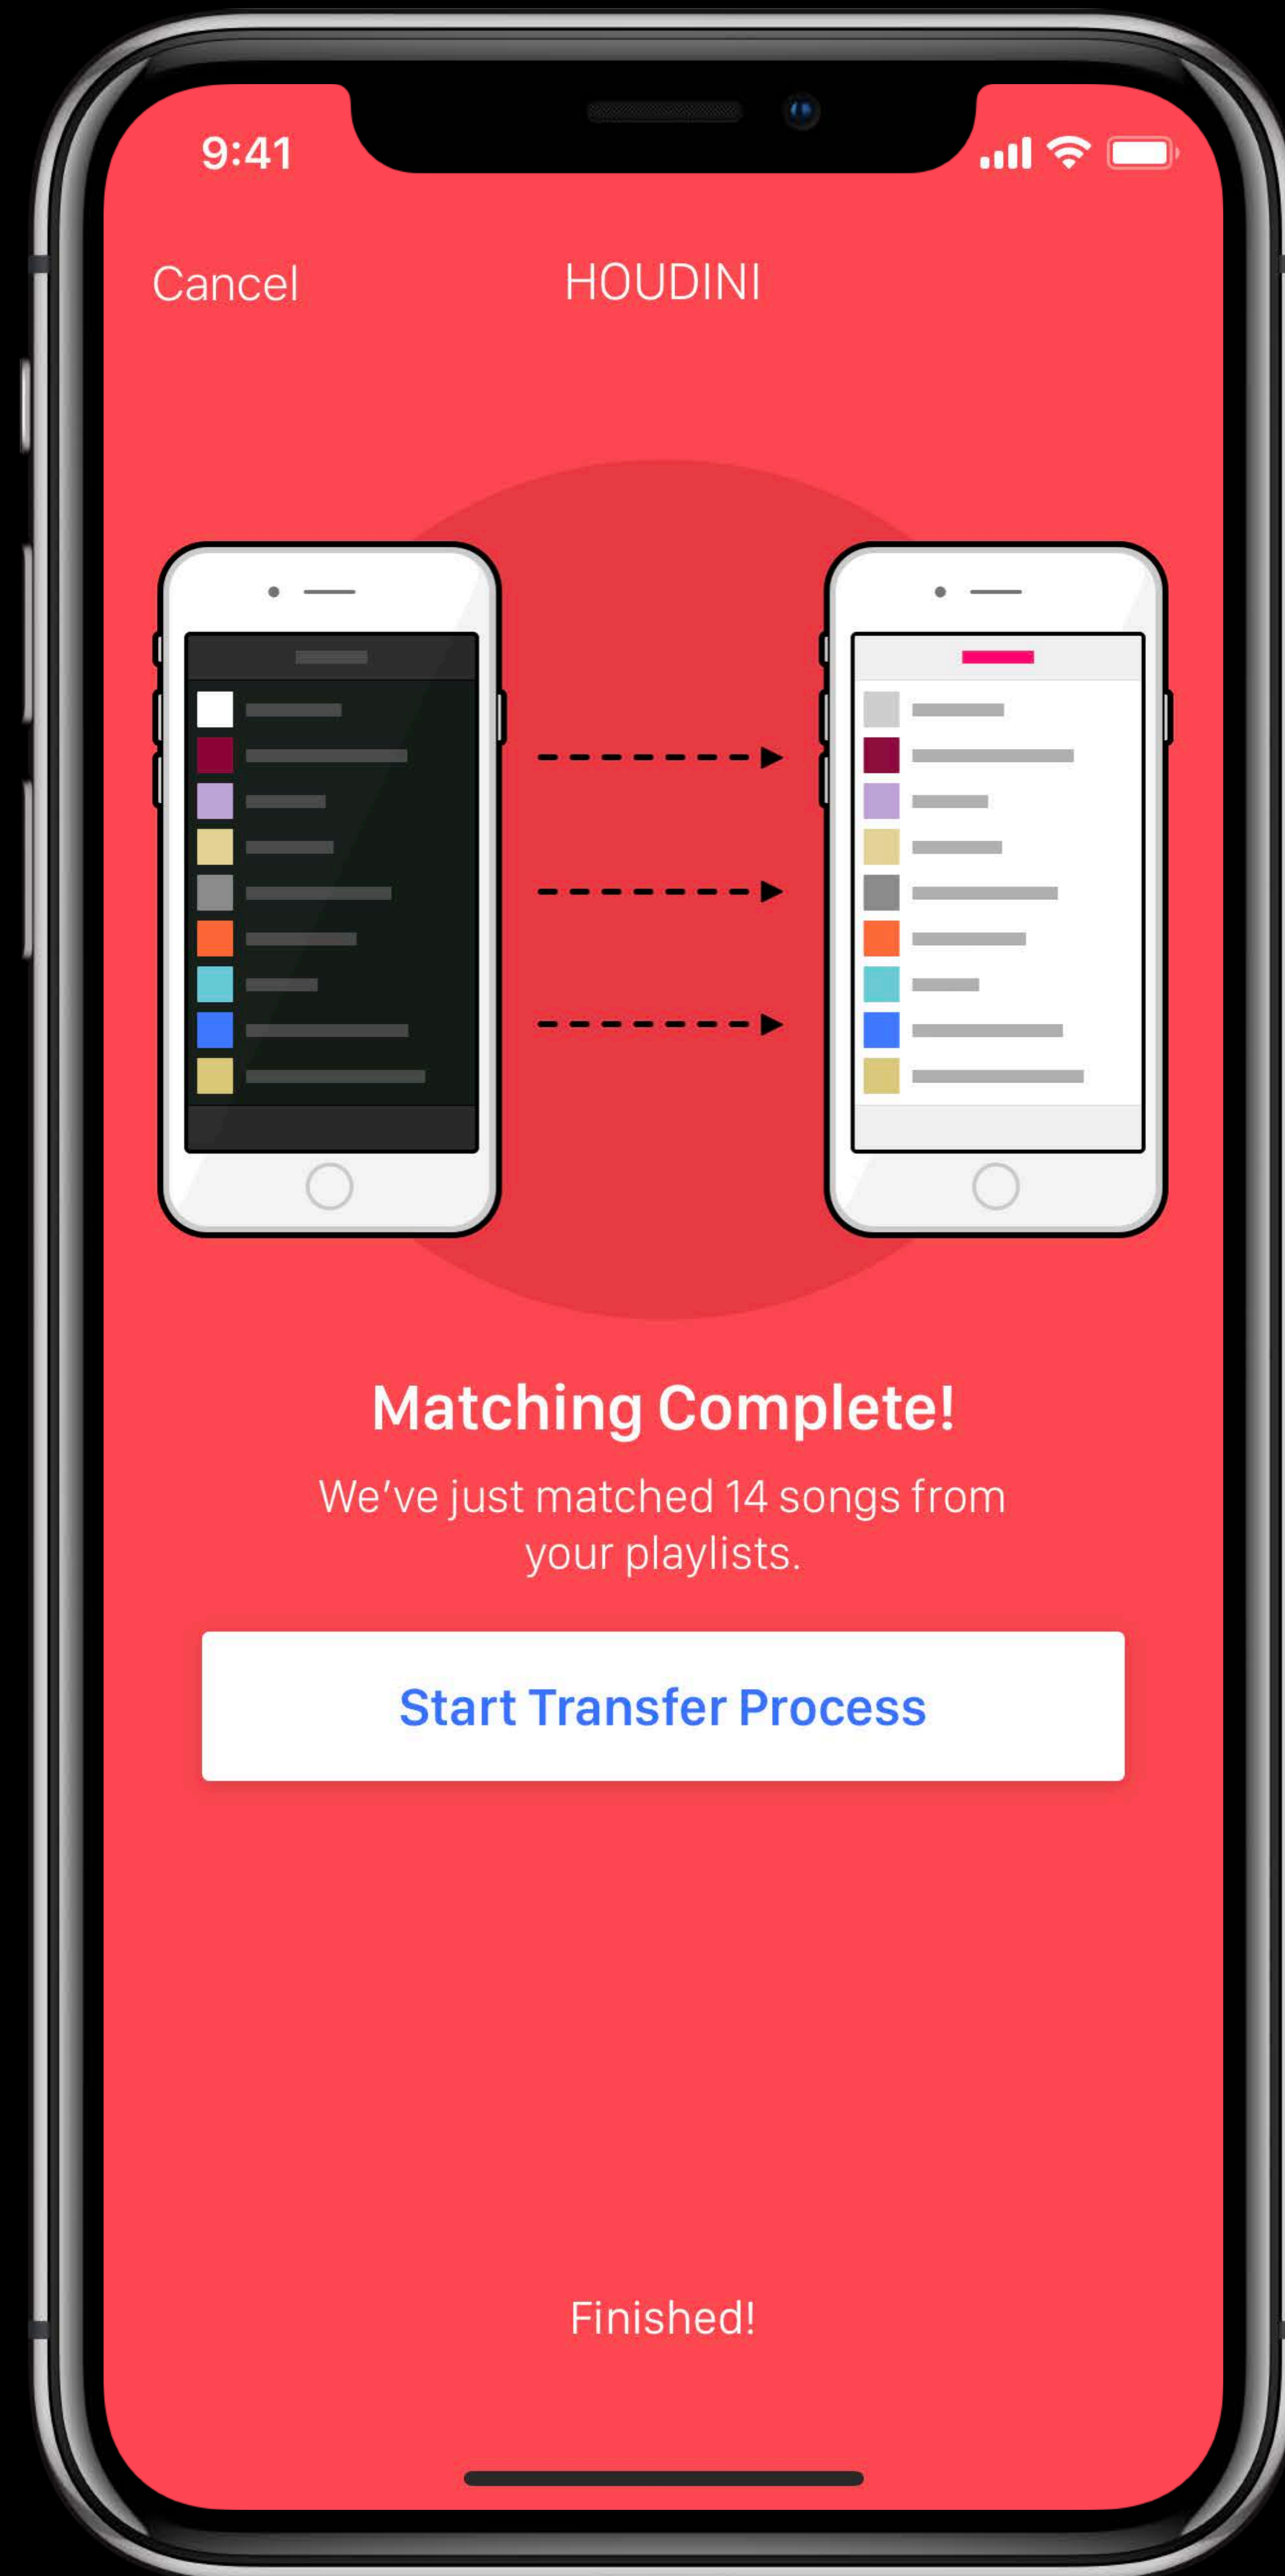 9:41
Cancel HOUDINI
Matching Complete!
We've just matched 14 songs from
your playlists.
Start Transfer Process
Finished!